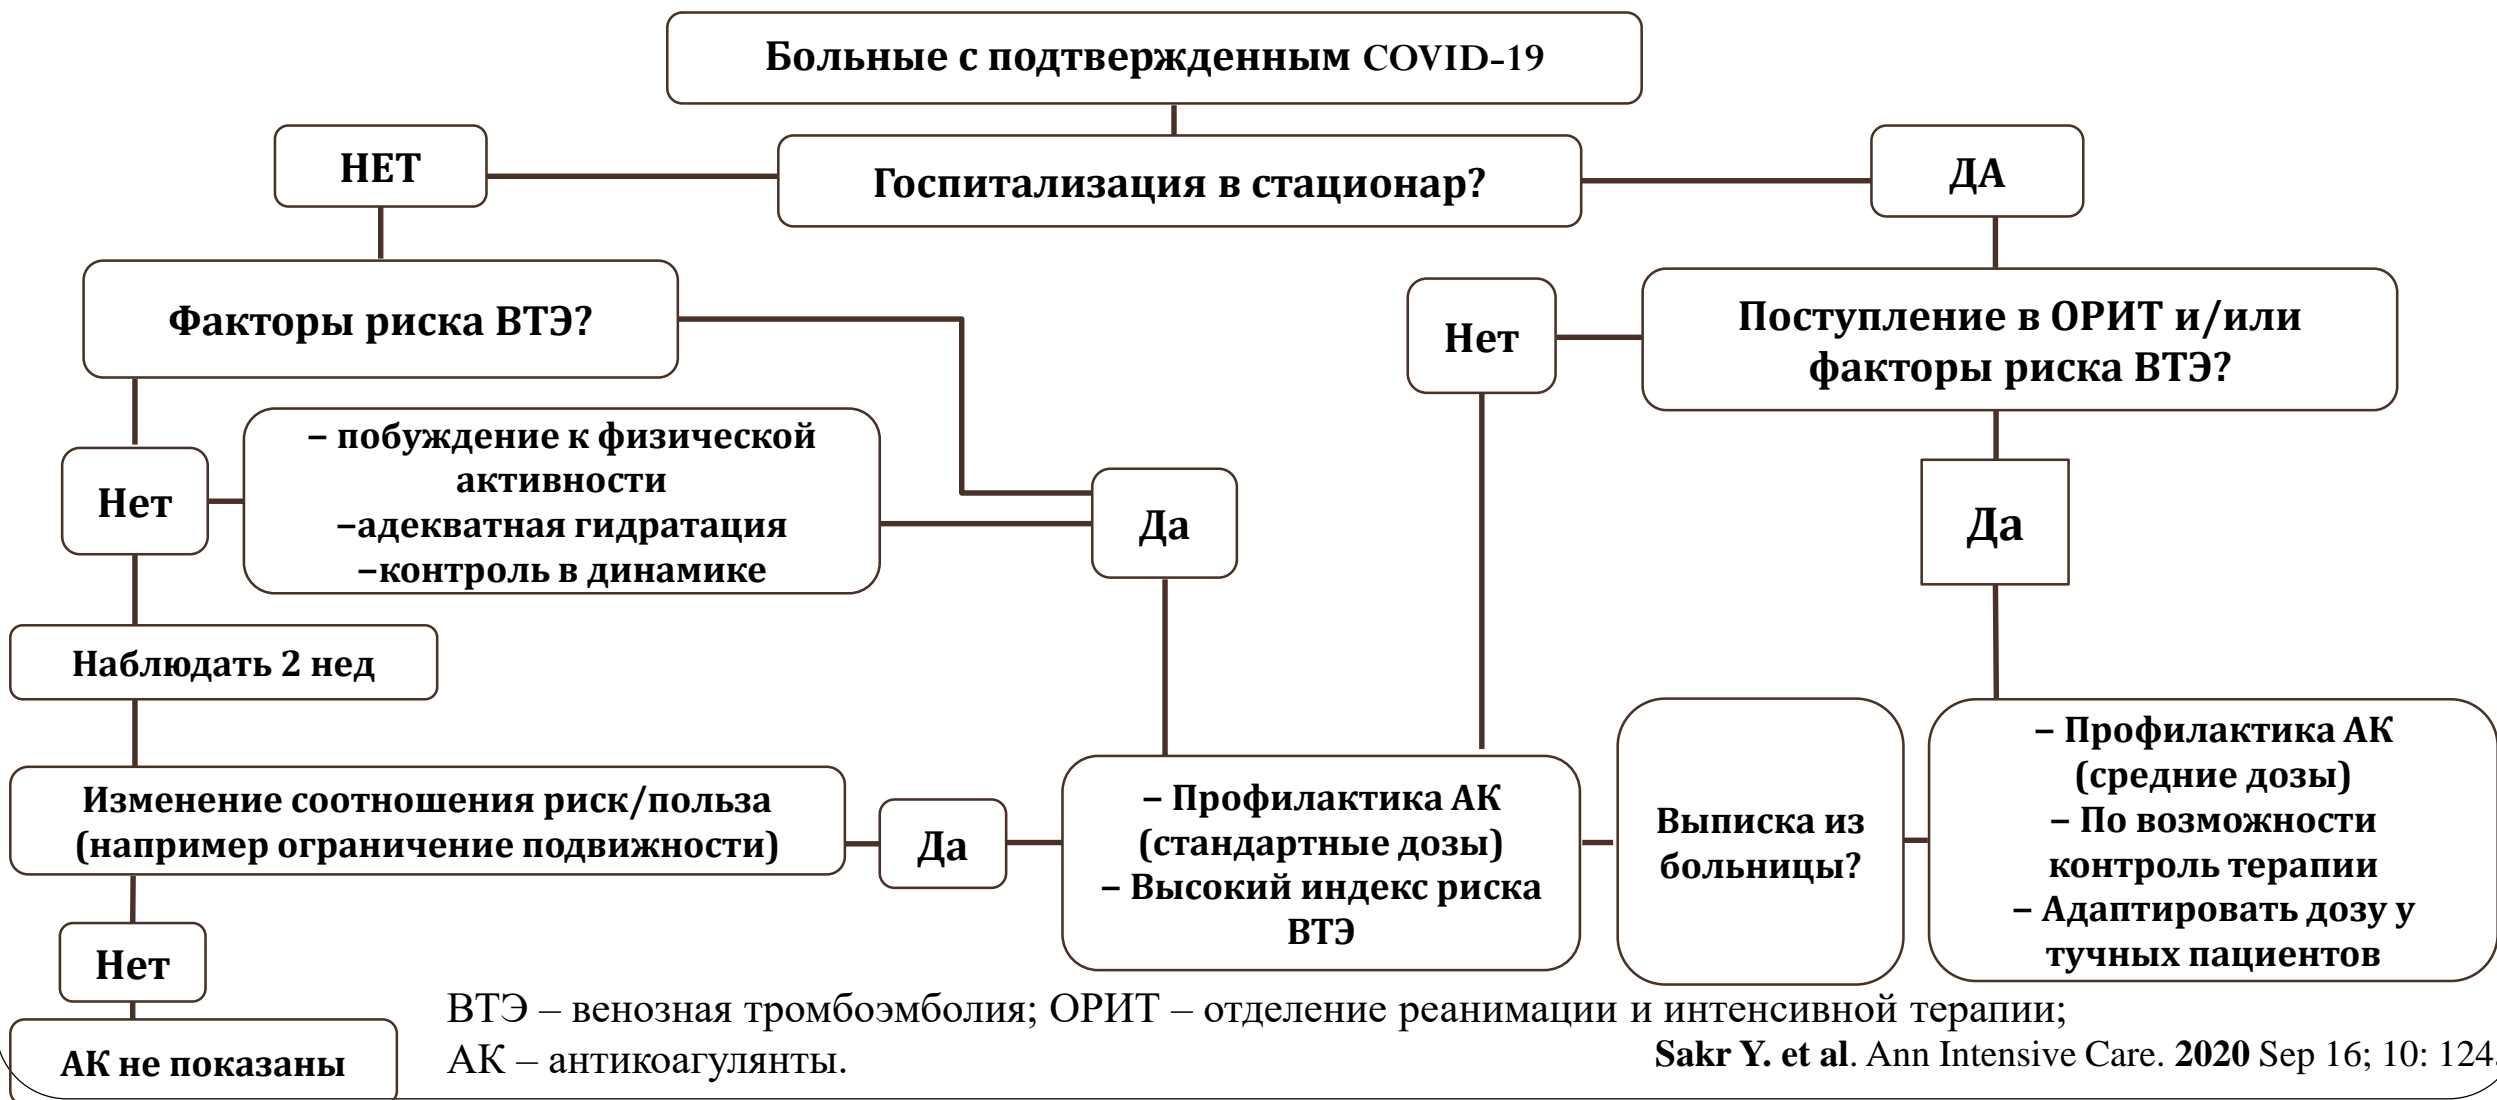 Больные с подтвержденным COVID-19
НЕТ
Госпитализация в стационар?
ДА
Факторы риска ВТЭ?
Нет
Поступление в ОРИТ и/или
факторы риска ВТЭ?
Нет
– побуждение к физической
активности
–адекватная гидратация
–контроль в динамике
Да
Да
Наблюдать 2 нед
Изменение соотношения риск/польза
(например ограничение подвижности)
Да
– Профилактика АК
(стандартные дозы)
– Высокий индекс риска
ВТЭ
Выписка из
больницы?
– Профилактика АК
(средние дозы)
– По возможности
контроль терапии
– Адаптировать дозу у
тучных пациентов
Нет
АК не показаны
ВТЭ – венозная тромбоэмболия; ОРИТ – отделение реанимации и интенсивной терапии;
АК – антикоагулянты.
Sakr Y. et al. Ann Intensive Care. 2020 Sep 16; 10: 124.